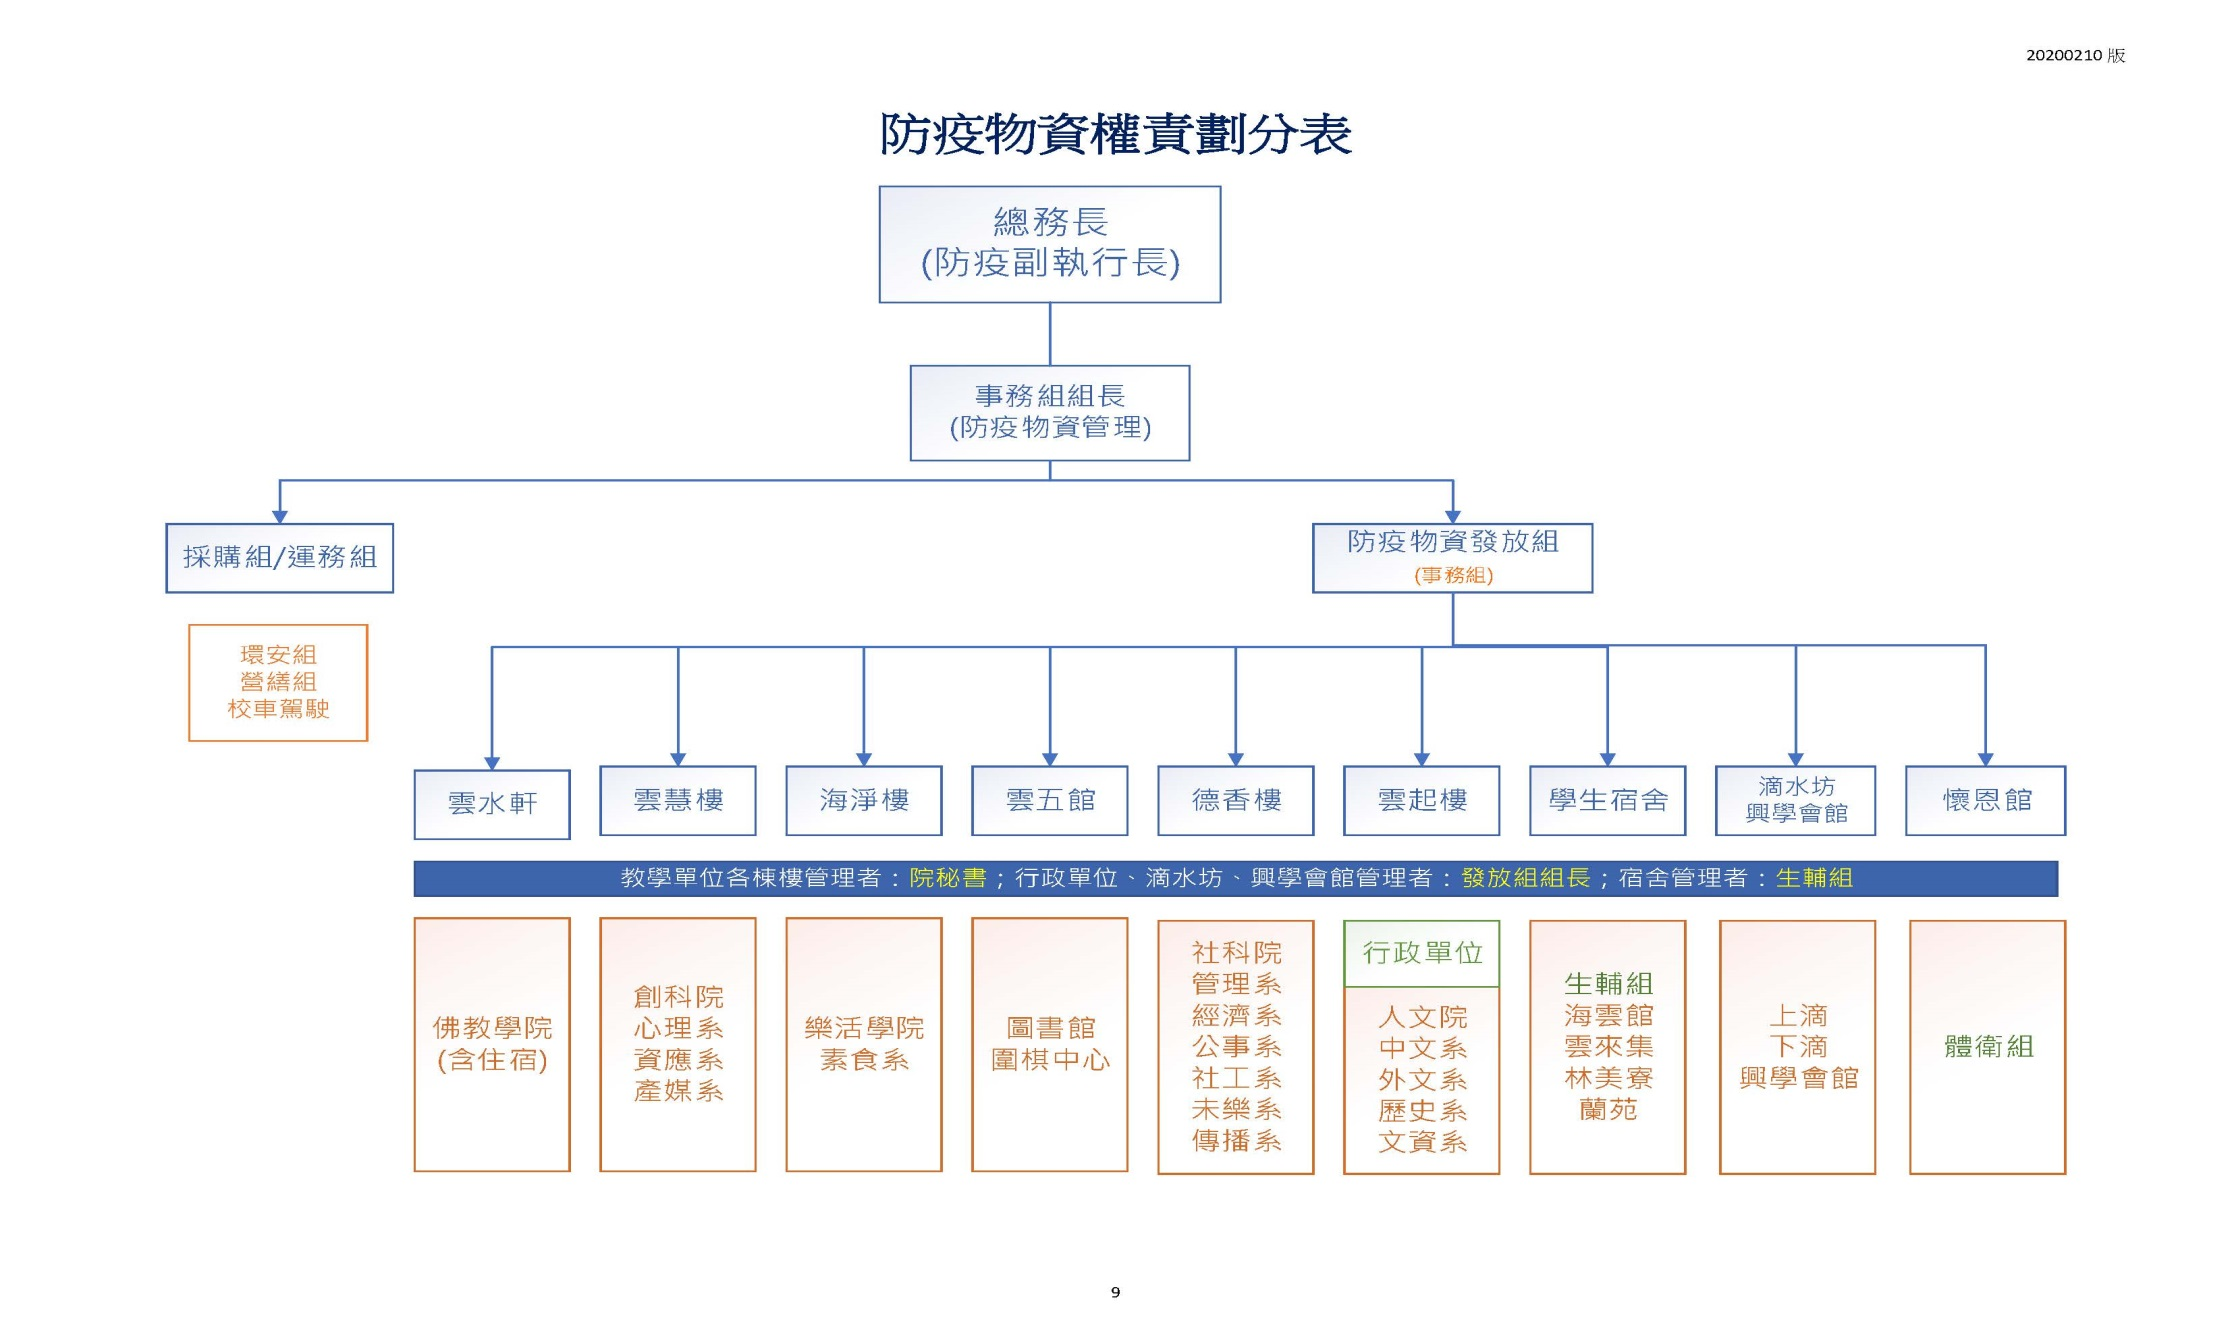 20200210 版
防疫物資權責劃分表
總務長
(防疫副執行長)
事務組組長
(防疫物資管理)
採購組/運務組
防疫物資發放組
(事務組)
環安組
營繕組
校車駕駛
雲水軒
雲慧樓
海淨樓
雲五館
德香樓
雲起樓
學生宿舍
滴水坊
興學會館
懷恩館
教學單位各棟樓管理者：院秘書；行政單位、滴水坊、興學會館管理者：發放組組長；宿舍管理者：生輔組
佛教學院
(含住宿)
創科院
心理系
資應系
產媒系
樂活學院
素食系
圖書館
圍棋中心
社科院
管理系
經濟系
公事系
社工系
未樂系
傳播系
行政單位
人文院
中文系
外文系
歷史系
文資系
生輔組
海雲館
雲來集
林美寮
蘭苑
上滴
下滴
興學會館
體衛組
9